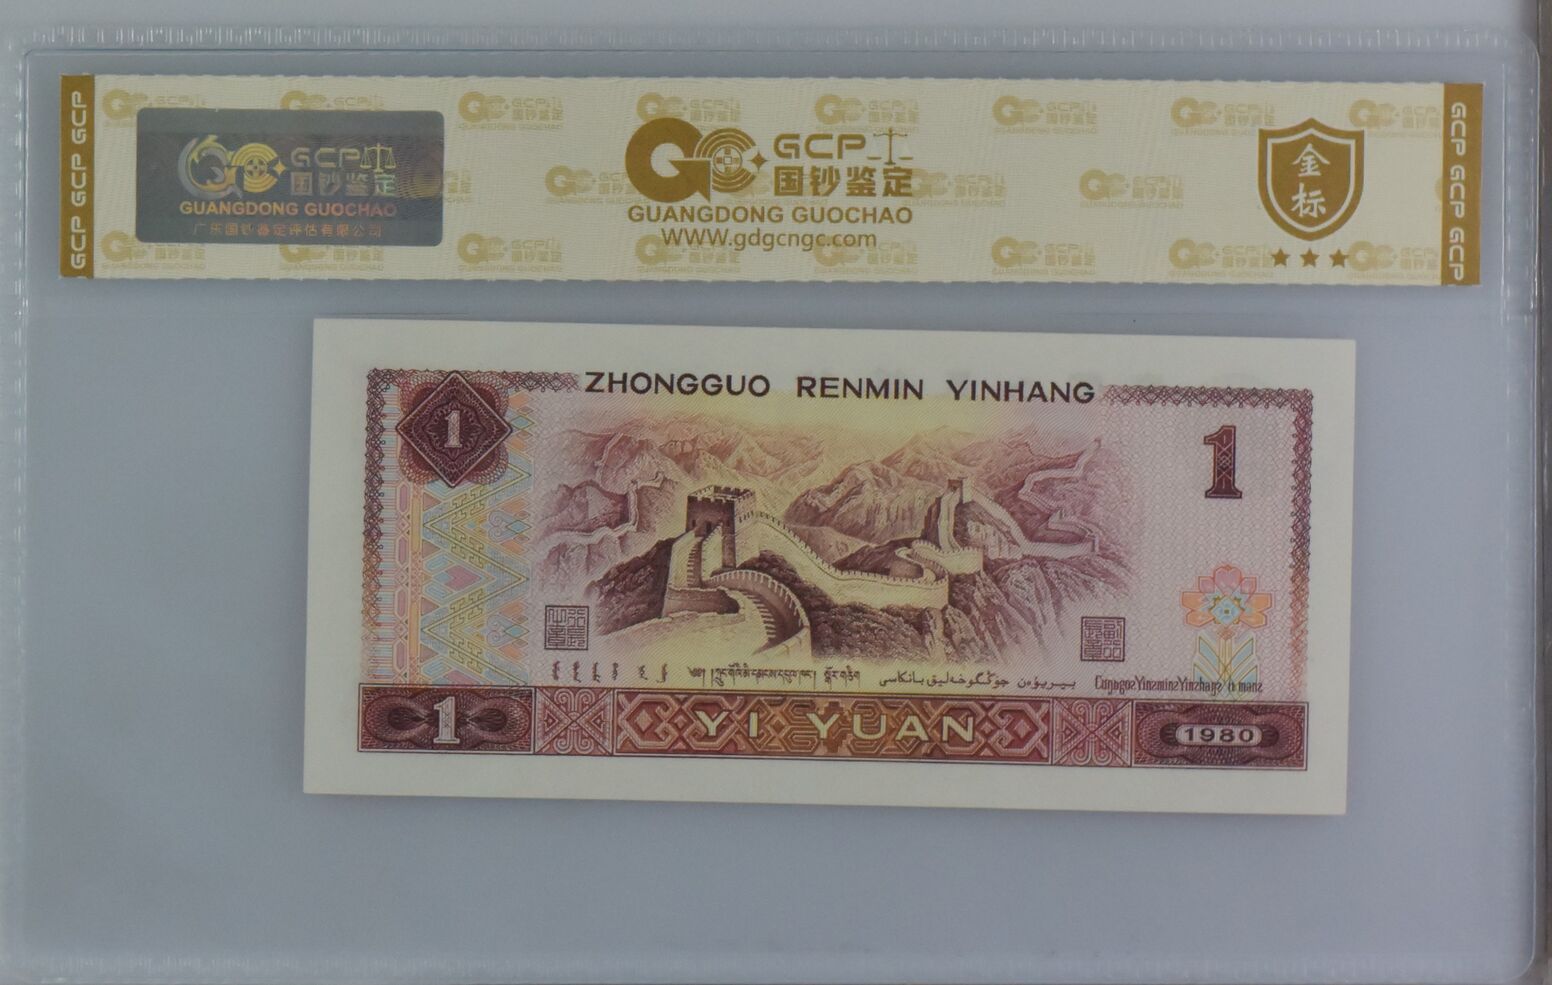 GCP GCP GCP
GCP
国钞鉴定
GUANGDONG GUOCHAO
广东国钞鉴定评估有限公司
GCP
国钞鉴定
GUANGDONG GUOCHAO
WWW.gdgcngc.com
金
标
GCP GCP GCP
ZHONGGUO RENMIN YINHANG
1
1
1
YI YUAN
1980